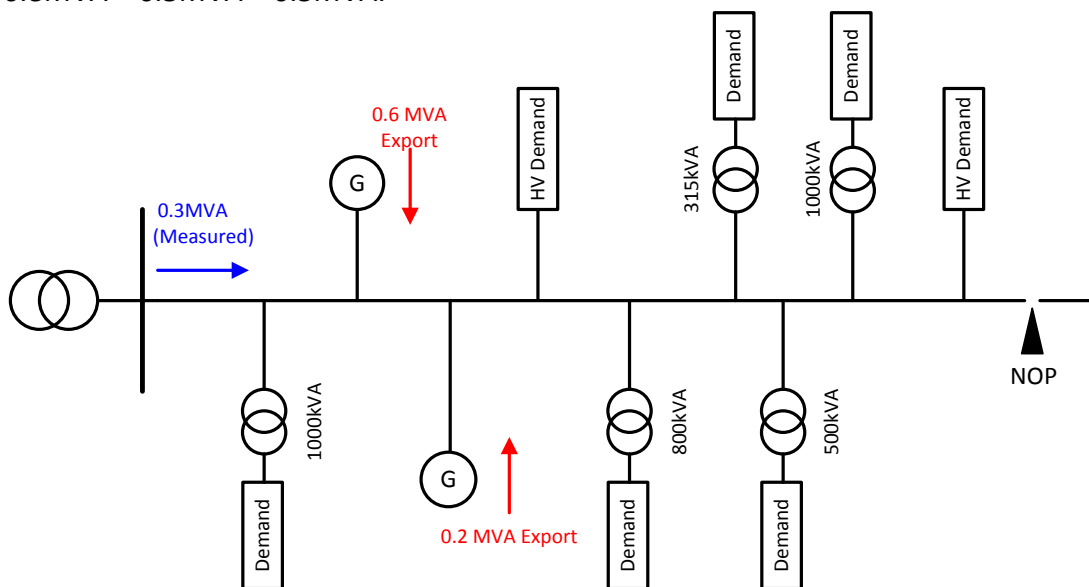 0.6 MVA
Export
0.3MVA
(Measured)
G
HV Demand
Demand
315kVA
Demand
1000kVA
HV Demand
NOP
1000kVA
Demand
G
0.2 MVA Export
800kVA
Demand
500kVA
Demand